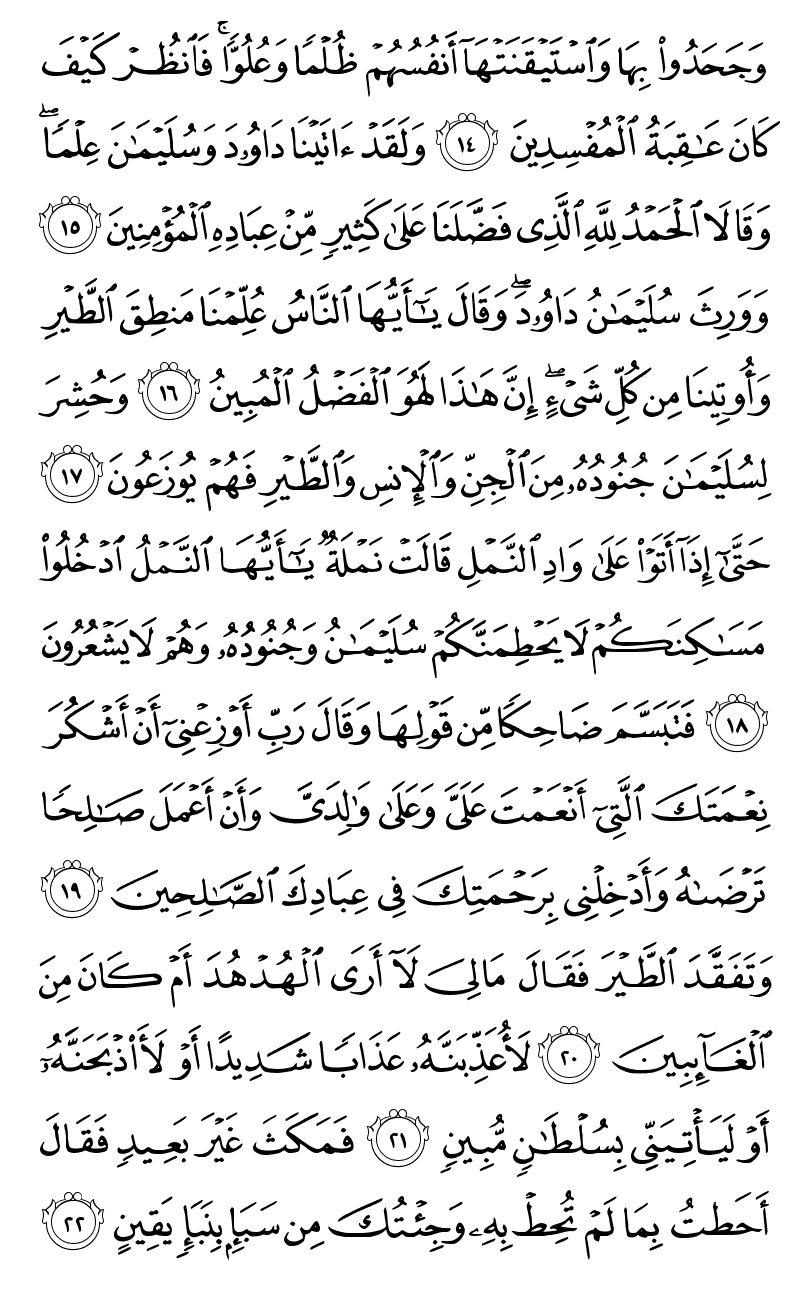 وَجَحَدُوا۟ بِهَا وَٱسْتَيْقَنَتْهَآ أَنفُسُهُمْ ظُلْمًا وَعُلُوًّا ۚ فَٱنظُرْ كَيْفَ
كَانَ عَـٰقِبَةُ ٱلْمُفْسِدِينَ ١٤ وَلَقَدْ ءَاتَيْنَا دَاوُۥدَ وَسُلَيْمَـٰنَ عِلْمًا ۖ
وَقَالَا ٱلْحَمْدُ لِلَّهِ ٱلَّذِى فَضَّلَنَا عَلَىٰ كَثِيرٍ مِّنْ عِبَادِهِ ٱلْمُؤْمِنِينَ ١٥
وَوَرِثَ سُلَيْمَـٰنُ دَاوُۥدَ ۖ وَقَالَ يَـٰٓأَيُّهَا ٱلنَّاسُ عُلِّمْنَا مَنطِقَ ٱلطَّيْرِ
وَأُوتِينَا مِن كُلِّ شَىْءٍ ۖ إِنَّ هَـٰذَا لَهُوَ ٱلْفَضْلُ ٱلْمُبِينُ ١٦ وَحُشِرَ
لِسُلَيْمَـٰنَ جُنُودُهُۥ مِنَ ٱلْجِنِّ وَٱلْإِنسِ وَٱلطَّيْرِ فَهُمْ يُوزَعُونَ ١٧
حَتَّىٰٓ إِذَآ أَتَوْا۟ عَلَىٰ وَادِ ٱلنَّمْلِ قَالَتْ نَمْلَةٌ يَـٰٓأَيُّهَا ٱلنَّمْلُ ٱدْخُلُوا۟
مَسَـٰكِنَكُمْ لَا يَحْطِمَنَّكُمْ سُلَيْمَـٰنُ وَجُنُودُهُۥ وَهُمْ لَا يَشْعُرُونَ
١٨ فَتَبَسَّمَ ضَاحِكًا مِّن قَوْلِهَا وَقَالَ رَبِّ أَوْزِعْنِىٓ أَنْ أَشْكُرَ
نِعْمَتَكَ ٱلَّتِىٓ أَنْعَمْتَ عَلَىَّ وَعَلَىٰ وَٰلِدَىَّ وَأَنْ أَعْمَلَ صَـٰلِحًا
تَرْضَىٰهُ وَأَدْخِلْنِى بِرَحْمَتِكَ فِى عِبَادِكَ ٱلصَّـٰلِحِينَ ١٩
وَتَفَقَّدَ ٱلطَّيْرَ فَقَالَ مَالِىَ لَآ أَرَى ٱلْهُدْهُدَ أَمْ كَانَ مِنَ
ٱلْغَآئِبِينَ ٢٠ لَأُعَذِّبَنَّهُۥ عَذَابًا شَدِيدًا أَوْ لَأَا۟ذْبَحَنَّهُۥٓ
أَوْ لَيَأْتِيَنِّى بِسُلْطَـٰنٍ مُّبِينٍ ٢١ فَمَكَثَ غَيْرَ بَعِيدٍ فَقَالَ
أَحَطتُ بِمَا لَمْ تُحِطْ بِهِۦ وَجِئْتُكَ مِن سَبَإٍۭ بِنَبَإٍ يَقِينٍ ٢٢